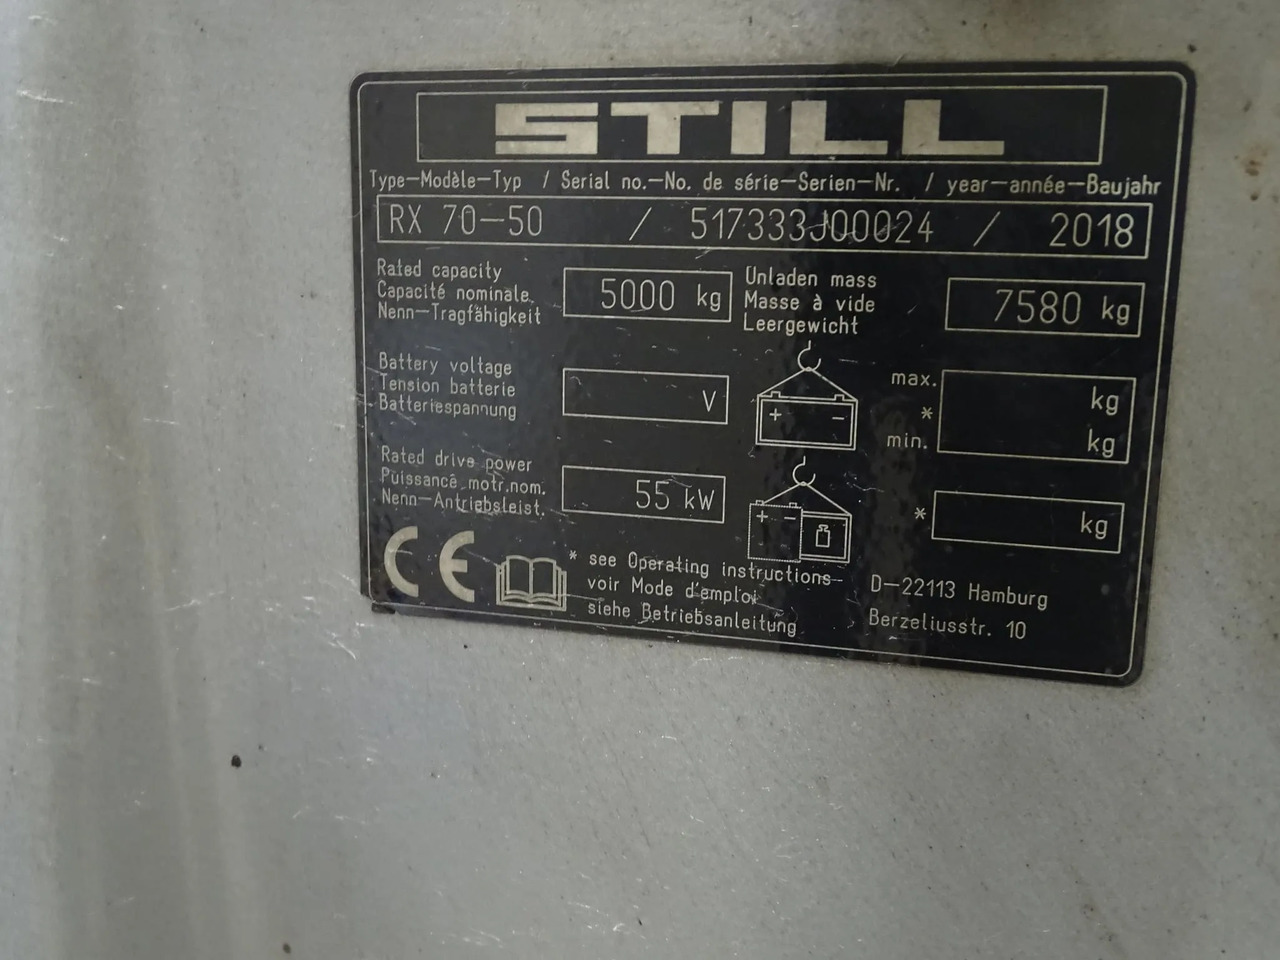 STILL
Type-Modèle-Typ / Serial no.-No. de série-Serien-Nr. / year-année-Baujahr
RX 70-50 / 517333J00024 / 2018
Rated capacity
Capacité nominale
Nenn-Tragfähigkeit
5000 kg
Unladen mass
Masse à vide
Leergewicht
7580 kg
Battery voltage
Tension batterie
Batteriespannung
V
+ -
max.
*
min.
kg
kg
Rated drive power
Puissance motr.nom.
Nenn-Antriebsleist.
55 kW
+ -
*
kg
CE
* see Operating instructions
voir Mode d'emploi
siehe Betriebsanleitung
D-22113 Hamburg
Berzeliusstr. 10